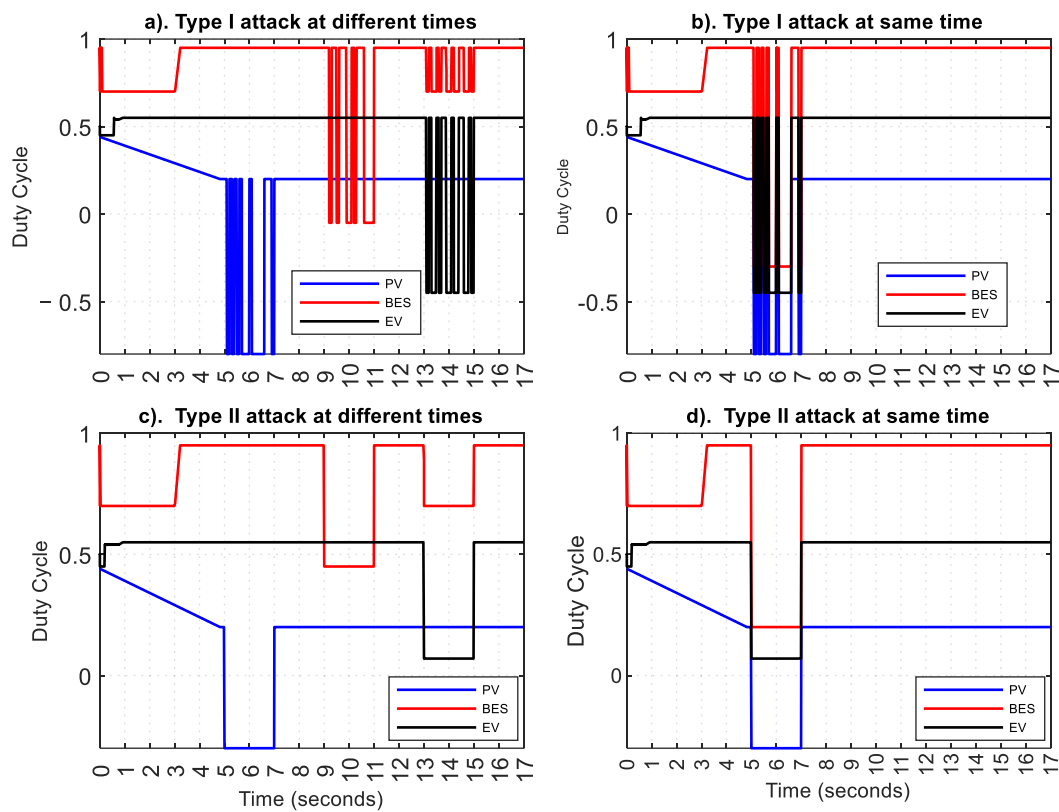 a). Type I attack at different times
1
0.5
0
− 0.5
Duty Cycle
PV
BES
EV
0 1 2 3 4 5 6 7 8 9 10 11 12 13 14 15 16 17
b). Type I attack at same time
1
0.5
0
-0.5
Duty Cycle
PV
BES
EV
0 1 2 3 4 5 6 7 8 9 10 11 12 13 14 15 16 17
c). Type II attack at different times
1
0.5
0
Duty Cycle
PV
BES
EV
0 1 2 3 4 5 6 7 8 9 10 11 12 13 14 15 16 17
Time (seconds)
d). Type II attack at same time
1
0.5
0
Duty Cycle
PV
BES
EV
0 1 2 3 4 5 6 7 8 9 10 11 12 13 14 15 16 17
Time (seconds)